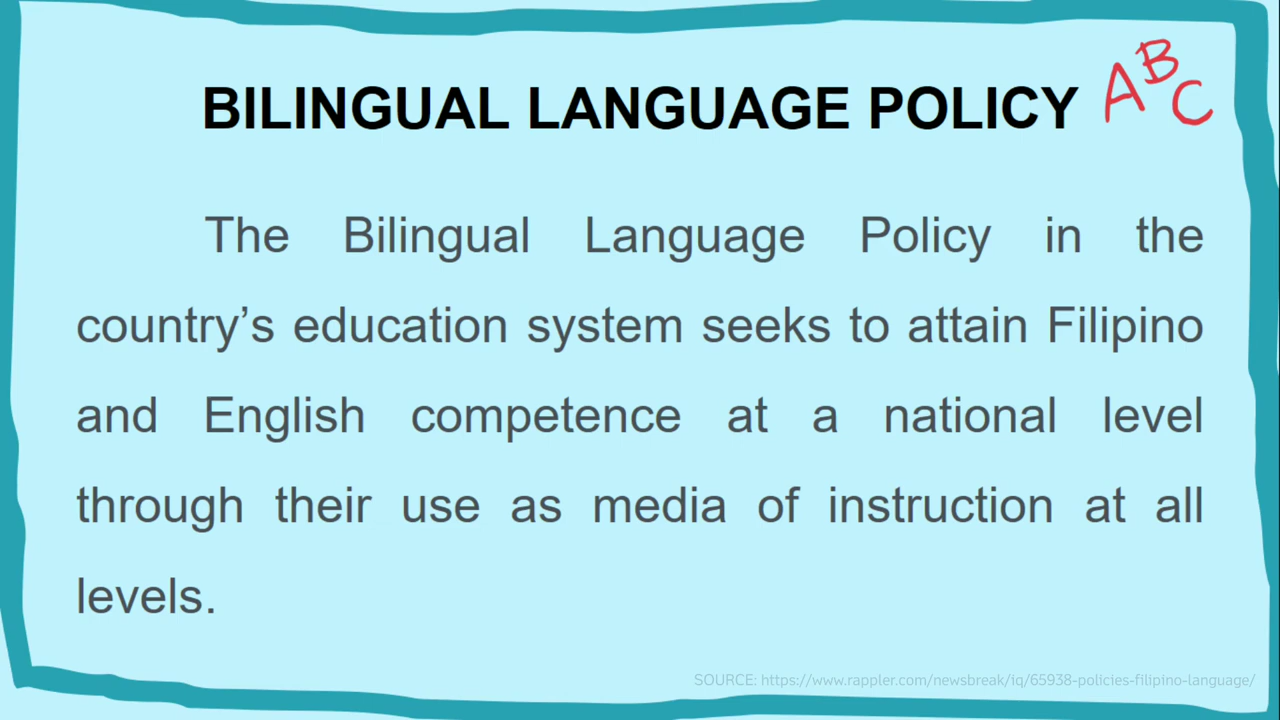 BILINGUAL LANGUAGE POLICY
ABC
The Bilingual Language Policy in the
country’s education system seeks to attain Filipino
and English competence at a national level
through their use as media of instruction at all
levels.
SOURCE: https://www.rappler.com/newsbreak/iq/65938-policies-filipino-language/